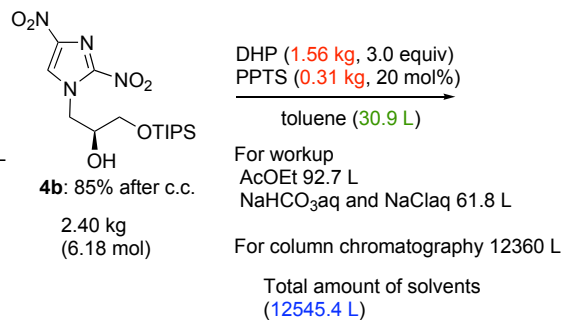 O₂N
N
N
NO₂
OTIPS
OH
4b: 85% after c.c.
2.40 kg
(6.18 mol)
DHP (1.56 kg, 3.0 equiv)
PPTS (0.31 kg, 20 mol%)
toluene (30.9 L)
For workup
AcOEt 92.7 L
NaHCO₃aq and NaClaq 61.8 L
For column chromatography 12360 L
Total amount of solvents
(12545.4 L)